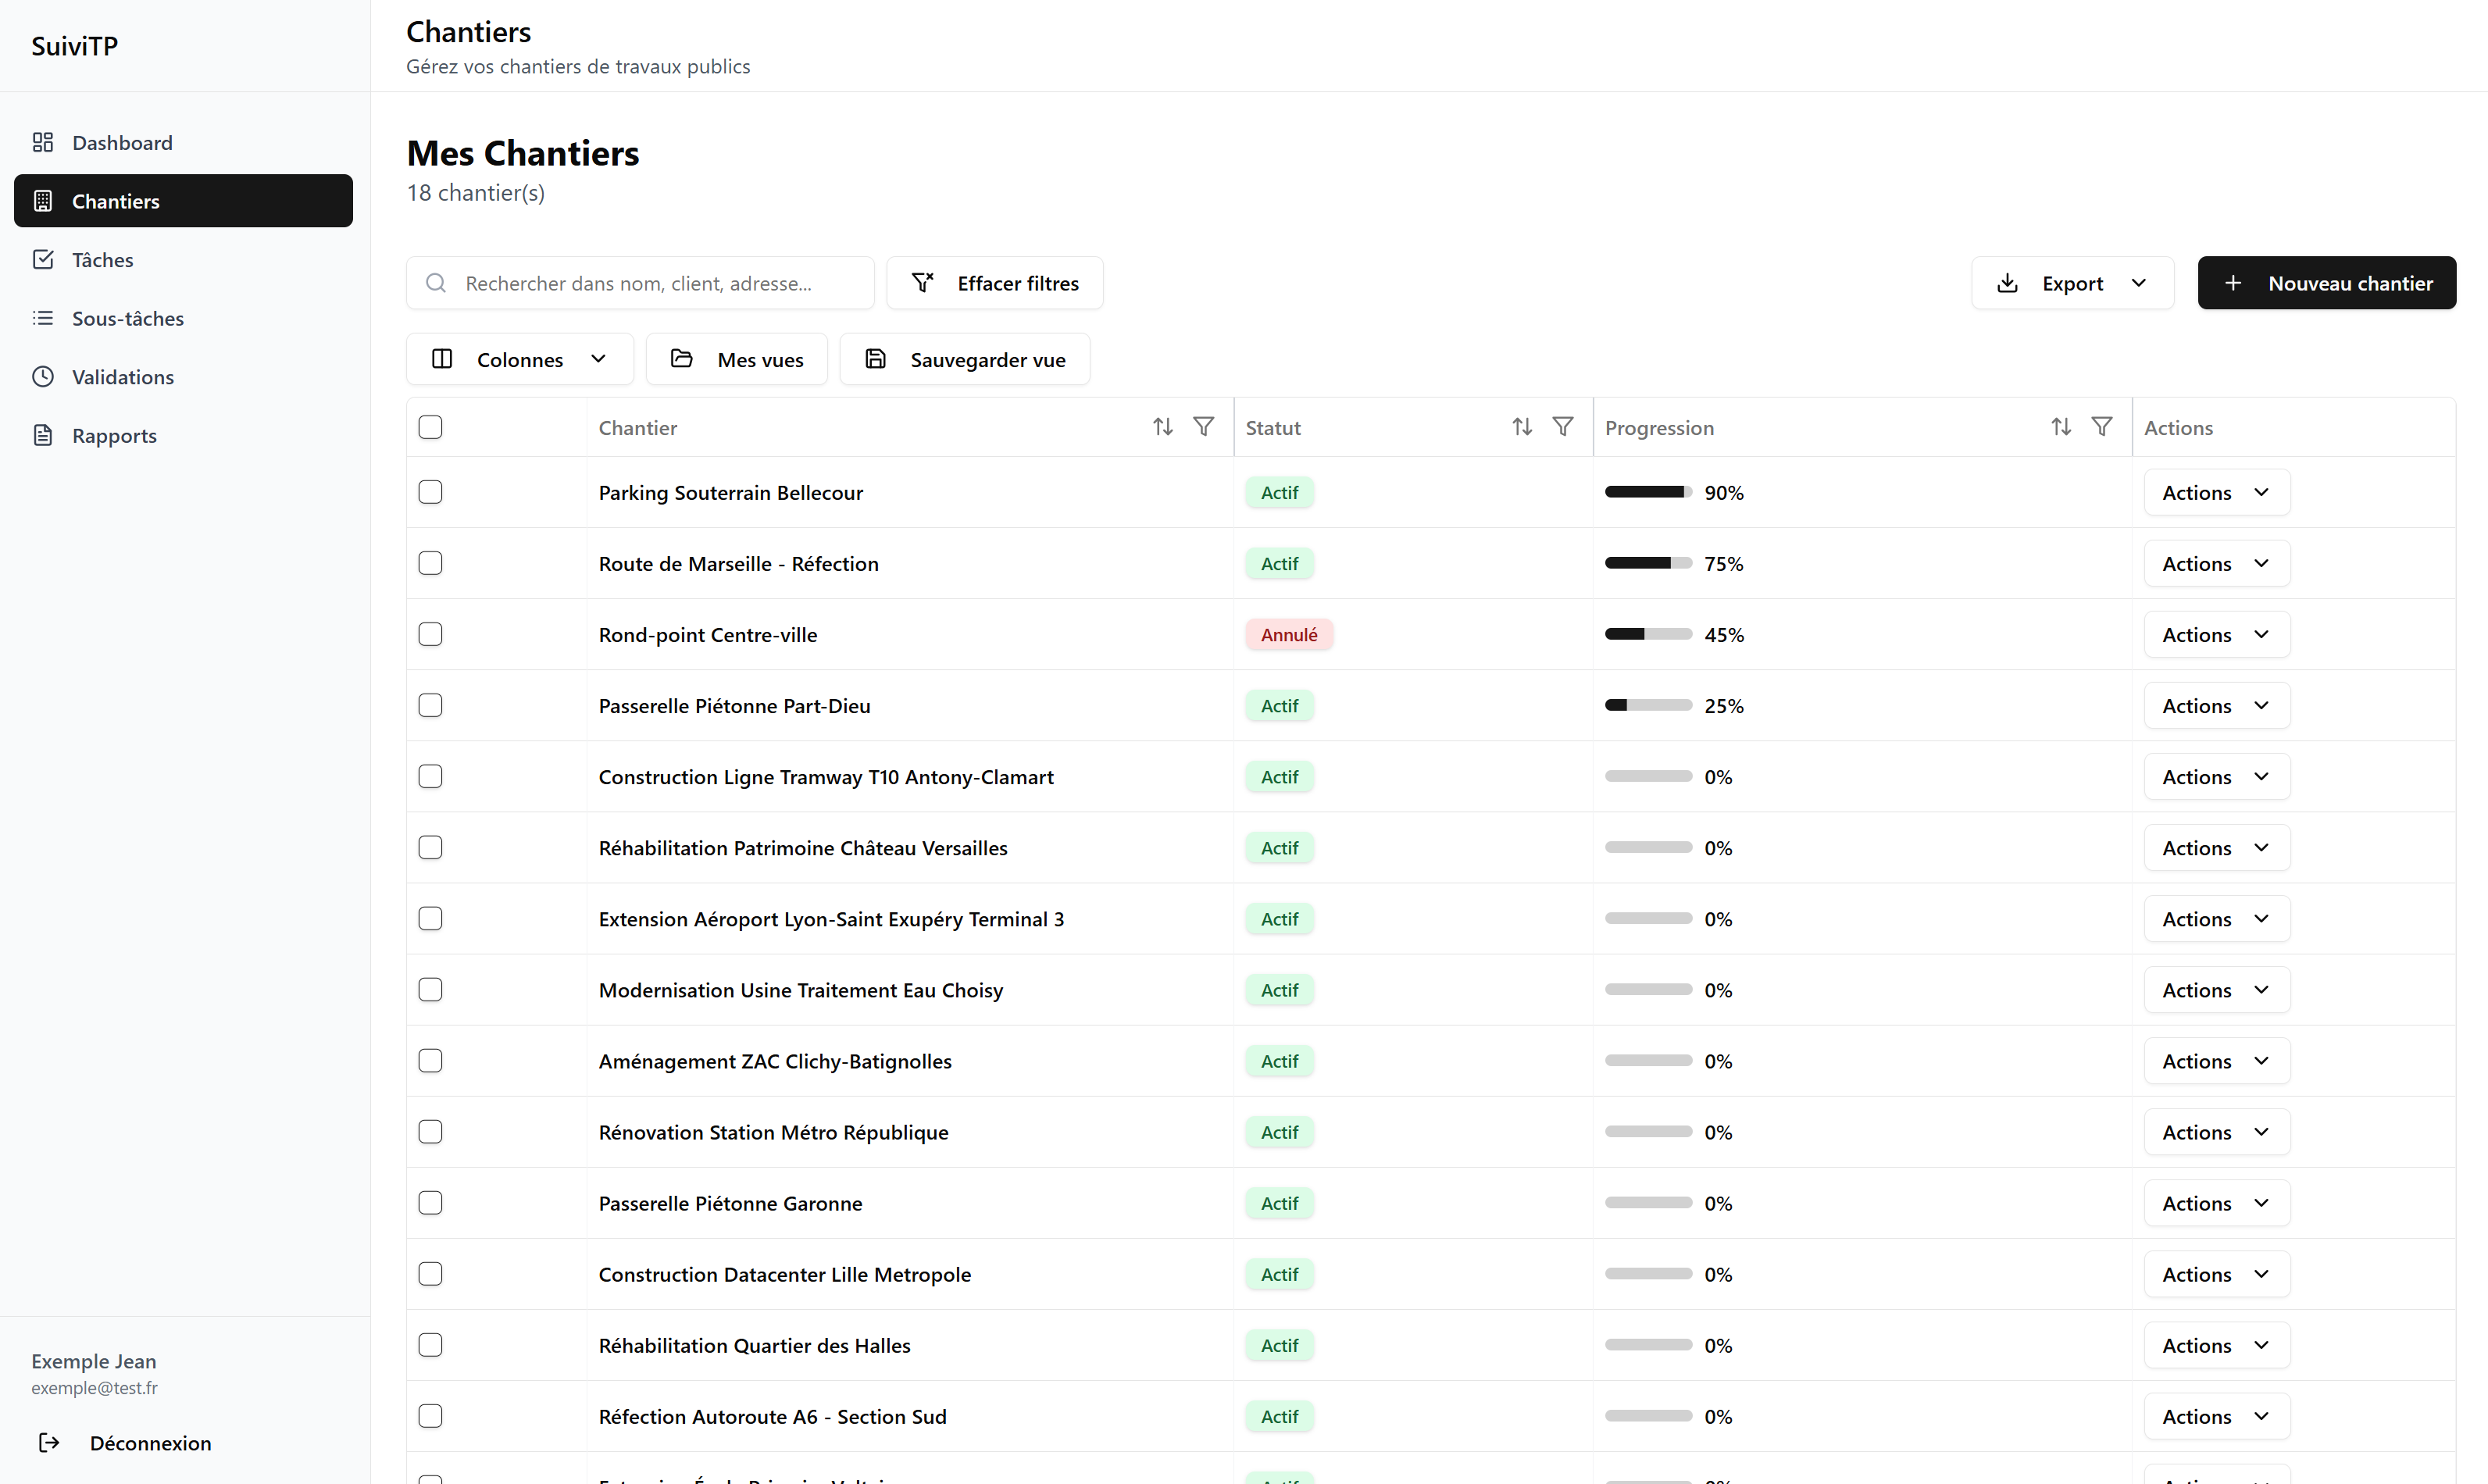 SuiviTP
Dashboard
Chantiers
Tâches
Sous-tâches
Validations
Rapports
Exemple Jean
exemple@test.fr
Déconnexion
Chantiers
Gérez vos chantiers de travaux publics
Mes Chantiers
18 chantier(s)
Rechercher dans nom, client, adresse... Effacer filtres Export Nouveau chantier
Colonnes Mes vues Sauvegarder vue
Chantier Statut Progression Actions
Parking Souterrain Bellecour Actif 90% Actions
Route de Marseille - Réfection Actif 75% Actions
Rond-point Centre-ville Annulé 45% Actions
Passerelle Piétonne Part-Dieu Actif 25% Actions
Construction Ligne Tramway T10 Antony-Clamart Actif 0% Actions
Réhabilitation Patrimoine Château Versailles Actif 0% Actions
Extension Aéroport Lyon-Saint Exupéry Terminal 3 Actif 0% Actions
Modernisation Usine Traitement Eau Choisy Actif 0% Actions
Aménagement ZAC Clichy-Batignolles Actif 0% Actions
Rénovation Station Métro République Actif 0% Actions
Passerelle Piétonne Garonne Actif 0% Actions
Construction Datacenter Lille Metropole Actif 0% Actions
Réhabilitation Quartier des Halles Actif 0% Actions
Réfection Autoroute A6 - Section Sud Actif 0% Actions